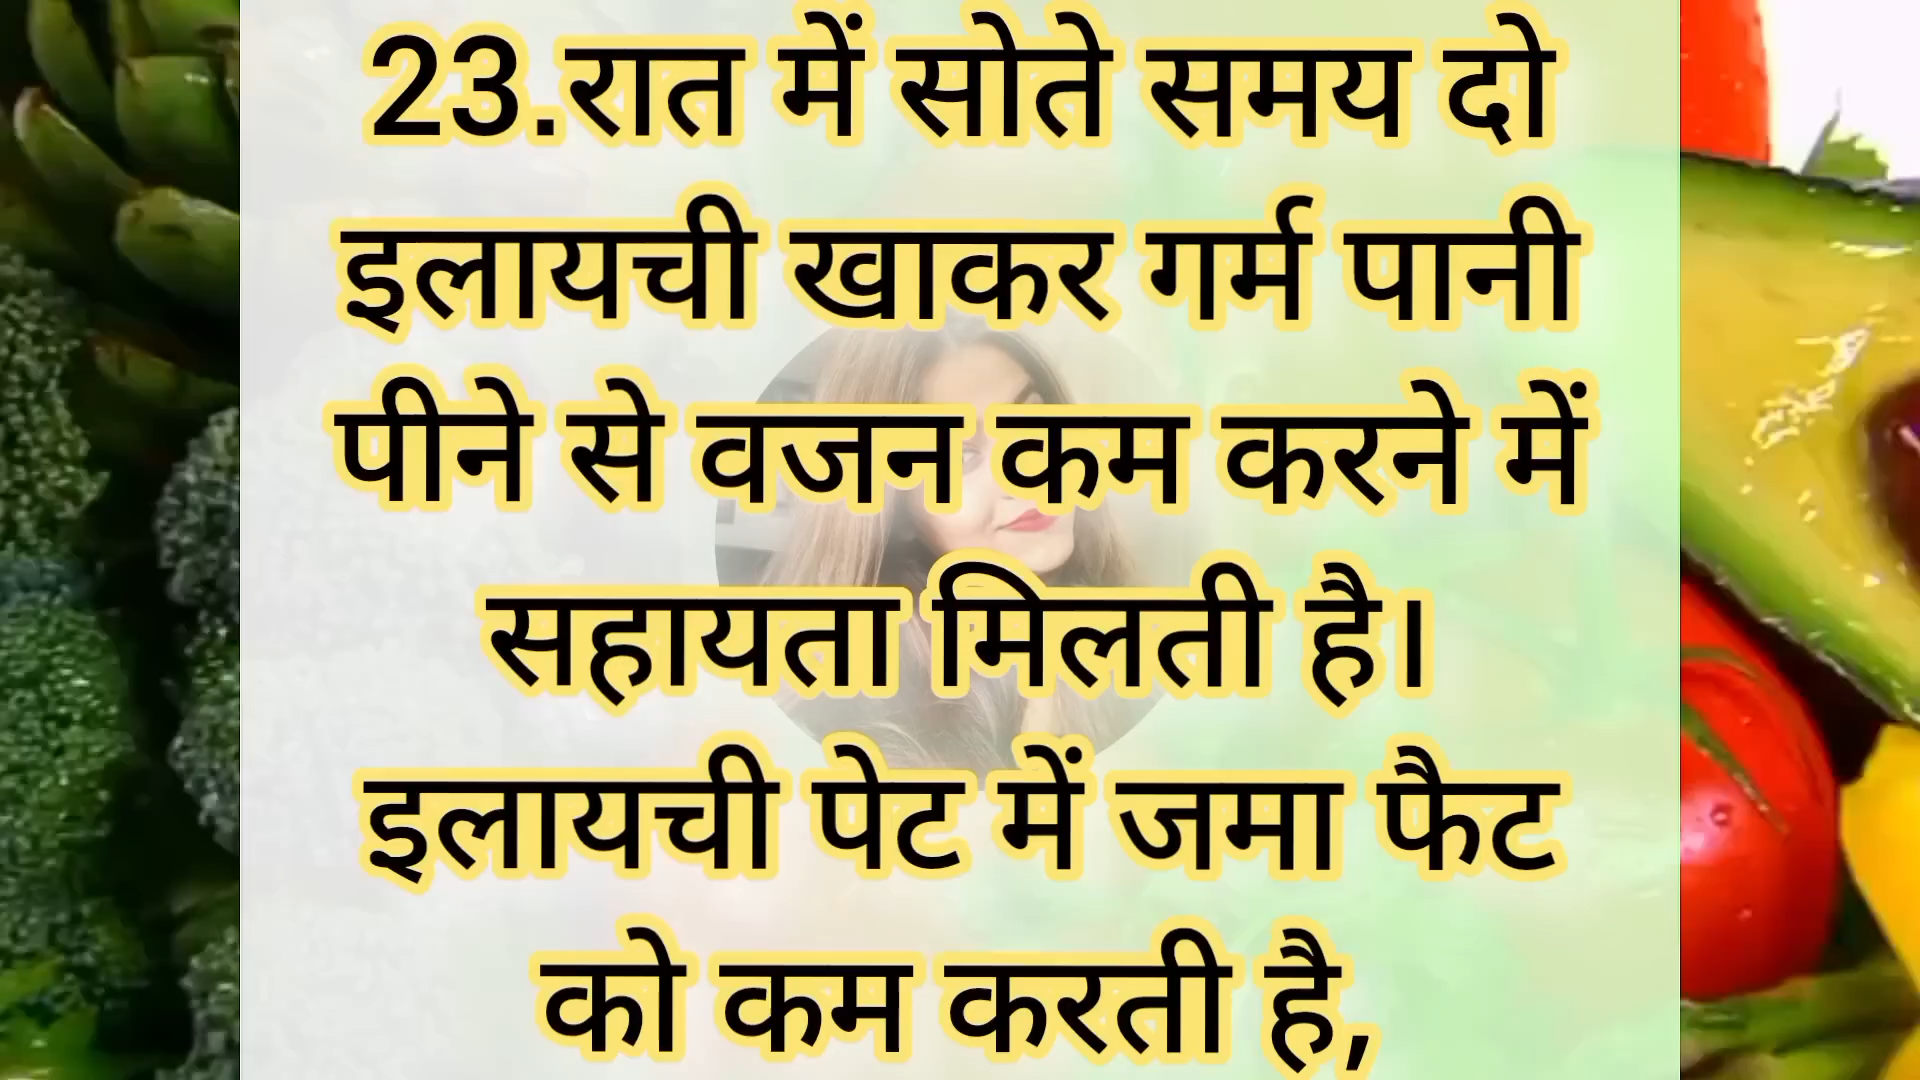 23.रात में सोते समय दो
इलायची खाकर गर्म पानी
पीने से वजन कम करने में
सहायता मिलती है।
इलायची पेट में जमा फैट
को कम करती है,